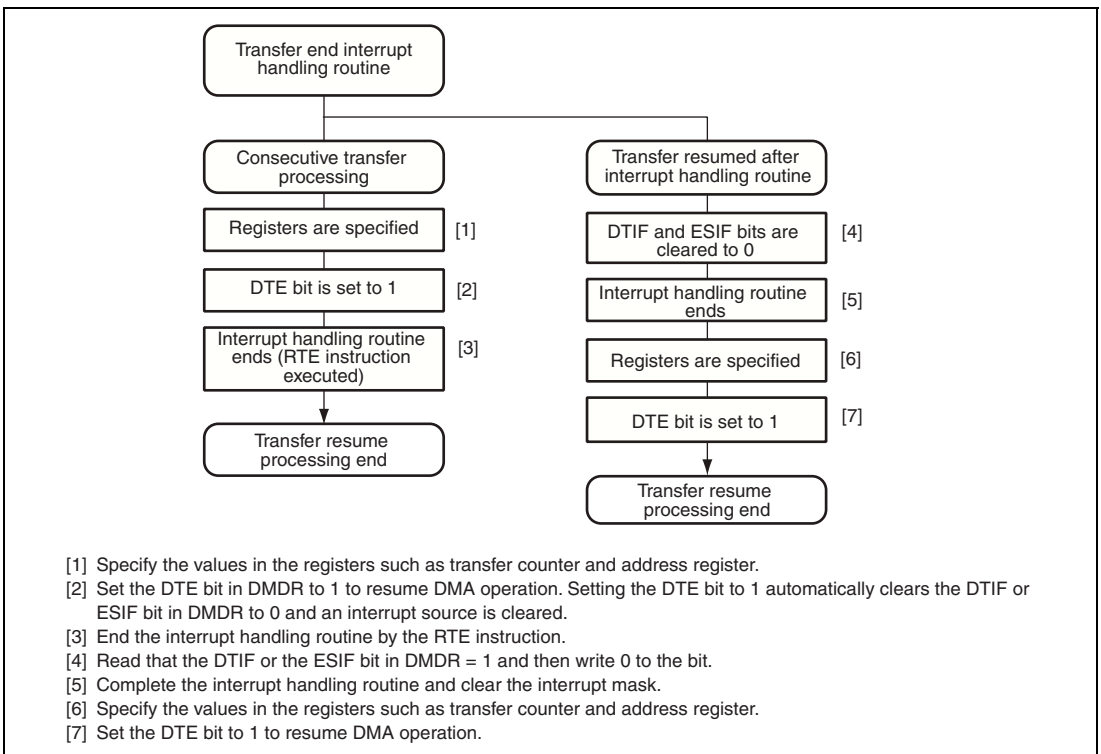 Transfer end interrupt
handling routine
Consecutive transfer
processing
Registers are specified
[1]
DTE bit is set to 1
[2]
Interrupt handling routine
ends (RTE instruction
executed)
[3]
Transfer resume
processing end
Transfer resumed after
interrupt handling routine
DTIF and ESIF bits are
cleared to 0
[4]
Interrupt handling routine
ends
[5]
Registers are specified
[6]
DTE bit is set to 1
[7]
Transfer resume
processing end
[1] Specify the values in the registers such as transfer counter and address register.
[2] Set the DTE bit in DMDR to 1 to resume DMA operation. Setting the DTE bit to 1 automatically clears the DTIF or
ESIF bit in DMDR to 0 and an interrupt source is cleared.
[3] End the interrupt handling routine by the RTE instruction.
[4] Read that the DTIF or the ESIF bit in DMDR = 1 and then write 0 to the bit.
[5] Complete the interrupt handling routine and clear the interrupt mask.
[6] Specify the values in the registers such as transfer counter and address register.
[7] Set the DTE bit to 1 to resume DMA operation.